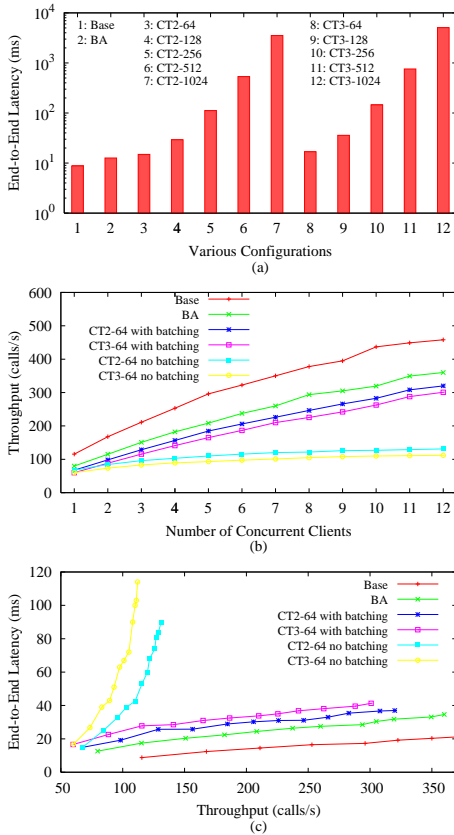 End-to-End Latency (ms)
10^5
10^4
10^3
10^2
10^1
10^0
1: Base
2: BA
3: CT2-64
4: CT2-128
5: CT2-256
6: CT2-512
7: CT2-1024
8: CT3-64
9: CT3-128
10: CT3-256
11: CT3-512
12: CT3-1024
1 2 3 4 5 6 7 8 9 10 11 12
Various Configurations
(a)
Throughput (calls/s)
600
500
400
300
200
100
0
Base
BA
CT2-64 with batching
CT3-64 with batching
CT2-64 no batching
CT3-64 no batching
1 2 3 4 5 6 7 8 9 10 11 12
Number of Concurrent Clients
(b)
End-to-End Latency (ms)
120
100
80
60
40
20
0
Base
BA
CT2-64 with batching
CT3-64 with batching
CT2-64 no batching
CT3-64 no batching
50 100 150 200 250 300 350
Throughput (calls/s)
(c)